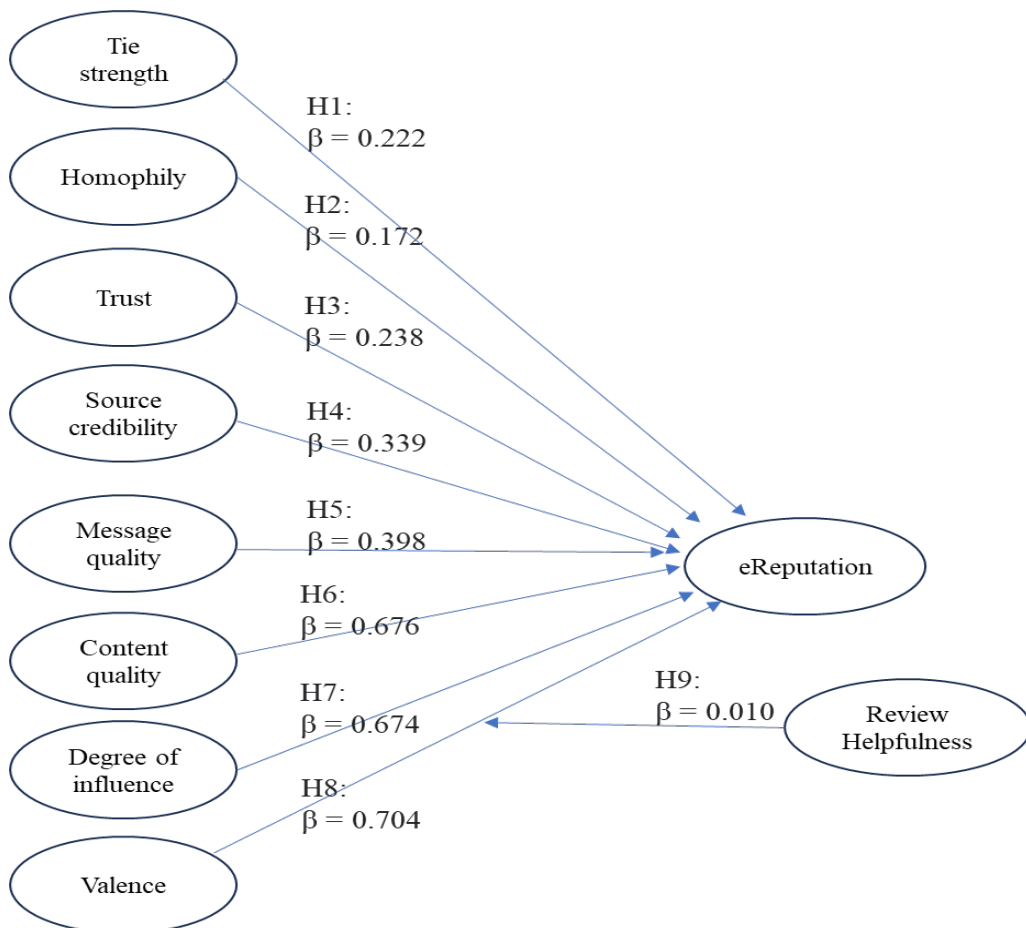 Tie
strength
H1:
β = 0.222
Homophily
H2:
β = 0.172
Trust
H3:
β = 0.238
Source
credibility
H4:
β = 0.339
Message
quality
H5:
β = 0.398
eReputation
Content
quality
H6:
β = 0.676
Degree of
influence
H7:
β = 0.674
H9:
β = 0.010
Review
Helpfulness
H8:
β = 0.704
Valence